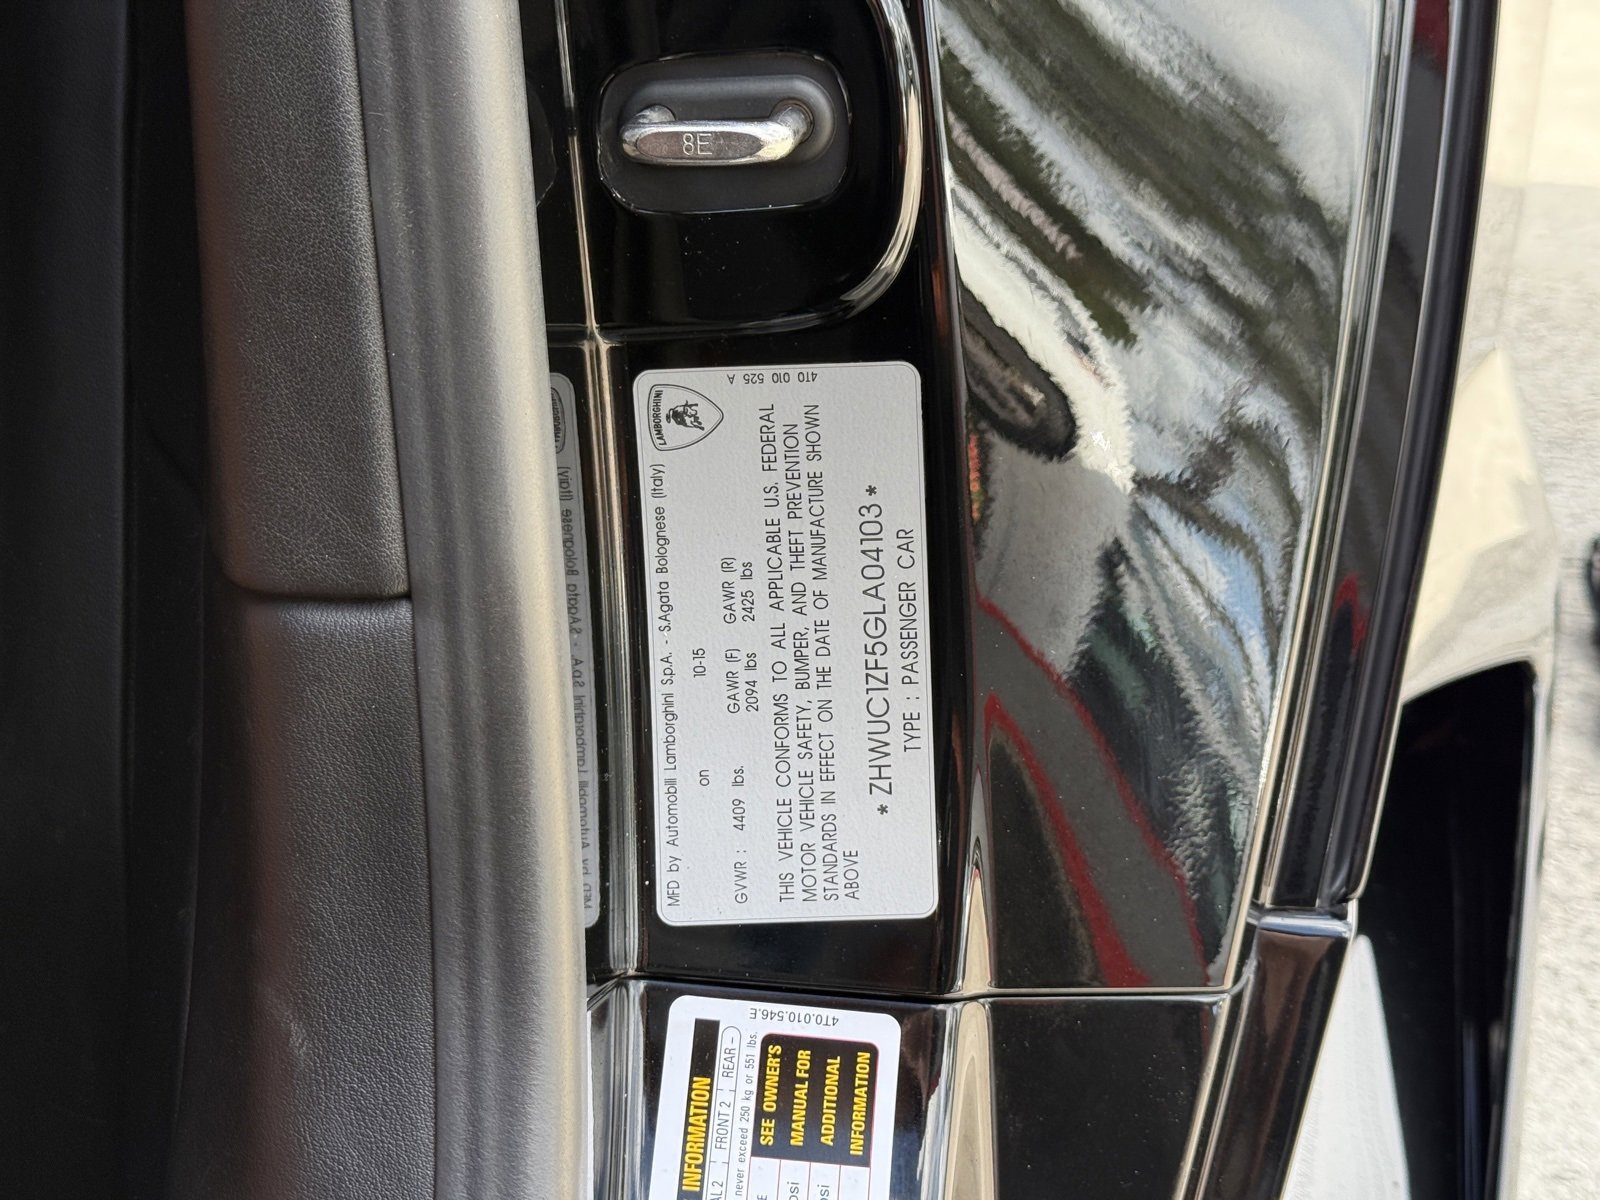 8E
LAMBORGHINI
4T0 010 525 A
MFD by Automobili Lamborghini S.p.A. - S.Agata Bolognese (Italy)
on 10-15
GVWR : 4409 lbs. GAWR (F) GAWR (R)
2094 lbs 2425 lbs
THIS VEHICLE CONFORMS TO ALL APPLICABLE U.S. FEDERAL
MOTOR VEHICLE SAFETY, BUMPER, AND THEFT PREVENTION
STANDARDS IN EFFECT ON THE DATE OF MANUFACTURE SHOWN
ABOVE
* ZHWUC1ZF5GLA04103 *
TYPE : PASSENGER CAR
4T0.010.546.E
INFORMATION
FRONT 2 REAR -
never exceed 250 kg or 551 lbs.
SEE OWNER'S
MANUAL FOR
ADDITIONAL
INFORMATION